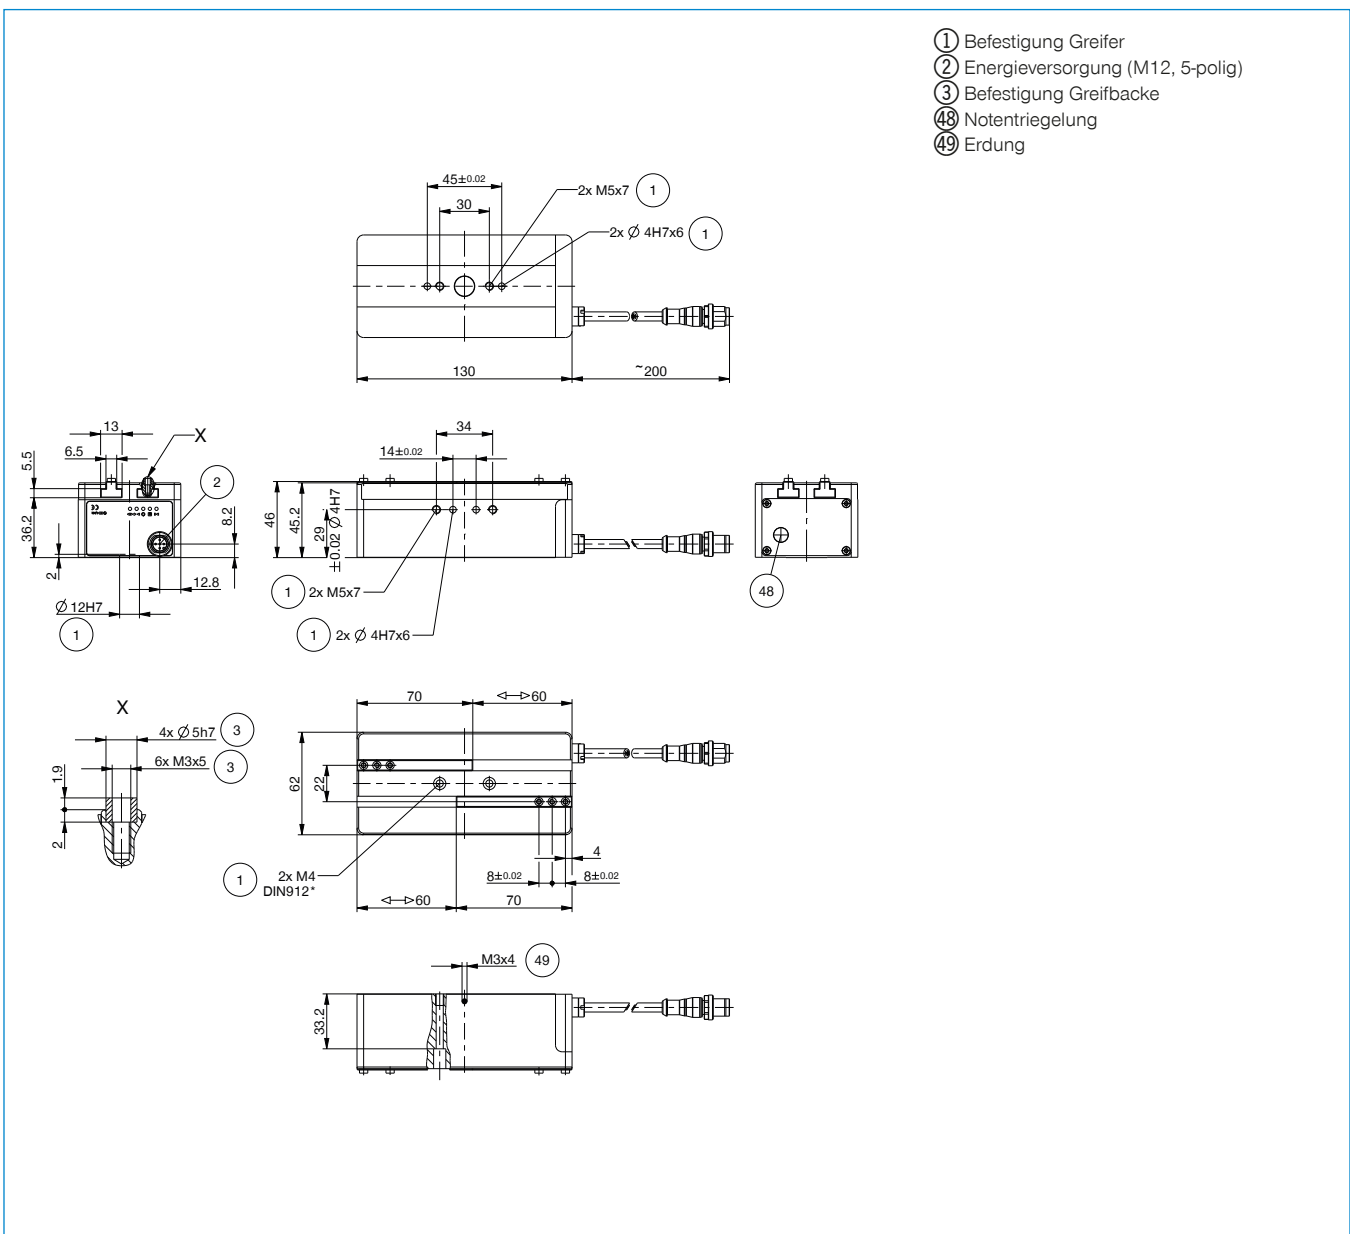 ① Befestigung Greifer
② Energieversorgung (M12, 5-polig)
③ Befestigung Greifbacke
㊽ Notentriegelung
㊾ Erdung
45±0.02
2x M5x7 1
30
2x Ø 4H7x6 1
130
~200
13
X
6.5
5.5
2
36.2
8.2
2
12.8
Ø 12H7
1
34
14±0.02
46
45.2
29
±0.02 Ø 4H7
1 2x M5x7
1 2x Ø 4H7x6
48
X
4x Ø 5h7 3
6x M3x5 3
1.9
2
70
60
62
22
4
1 2x M4
DIN912*
8±0.02
8±0.02
60
70
M3x4 49
33.2